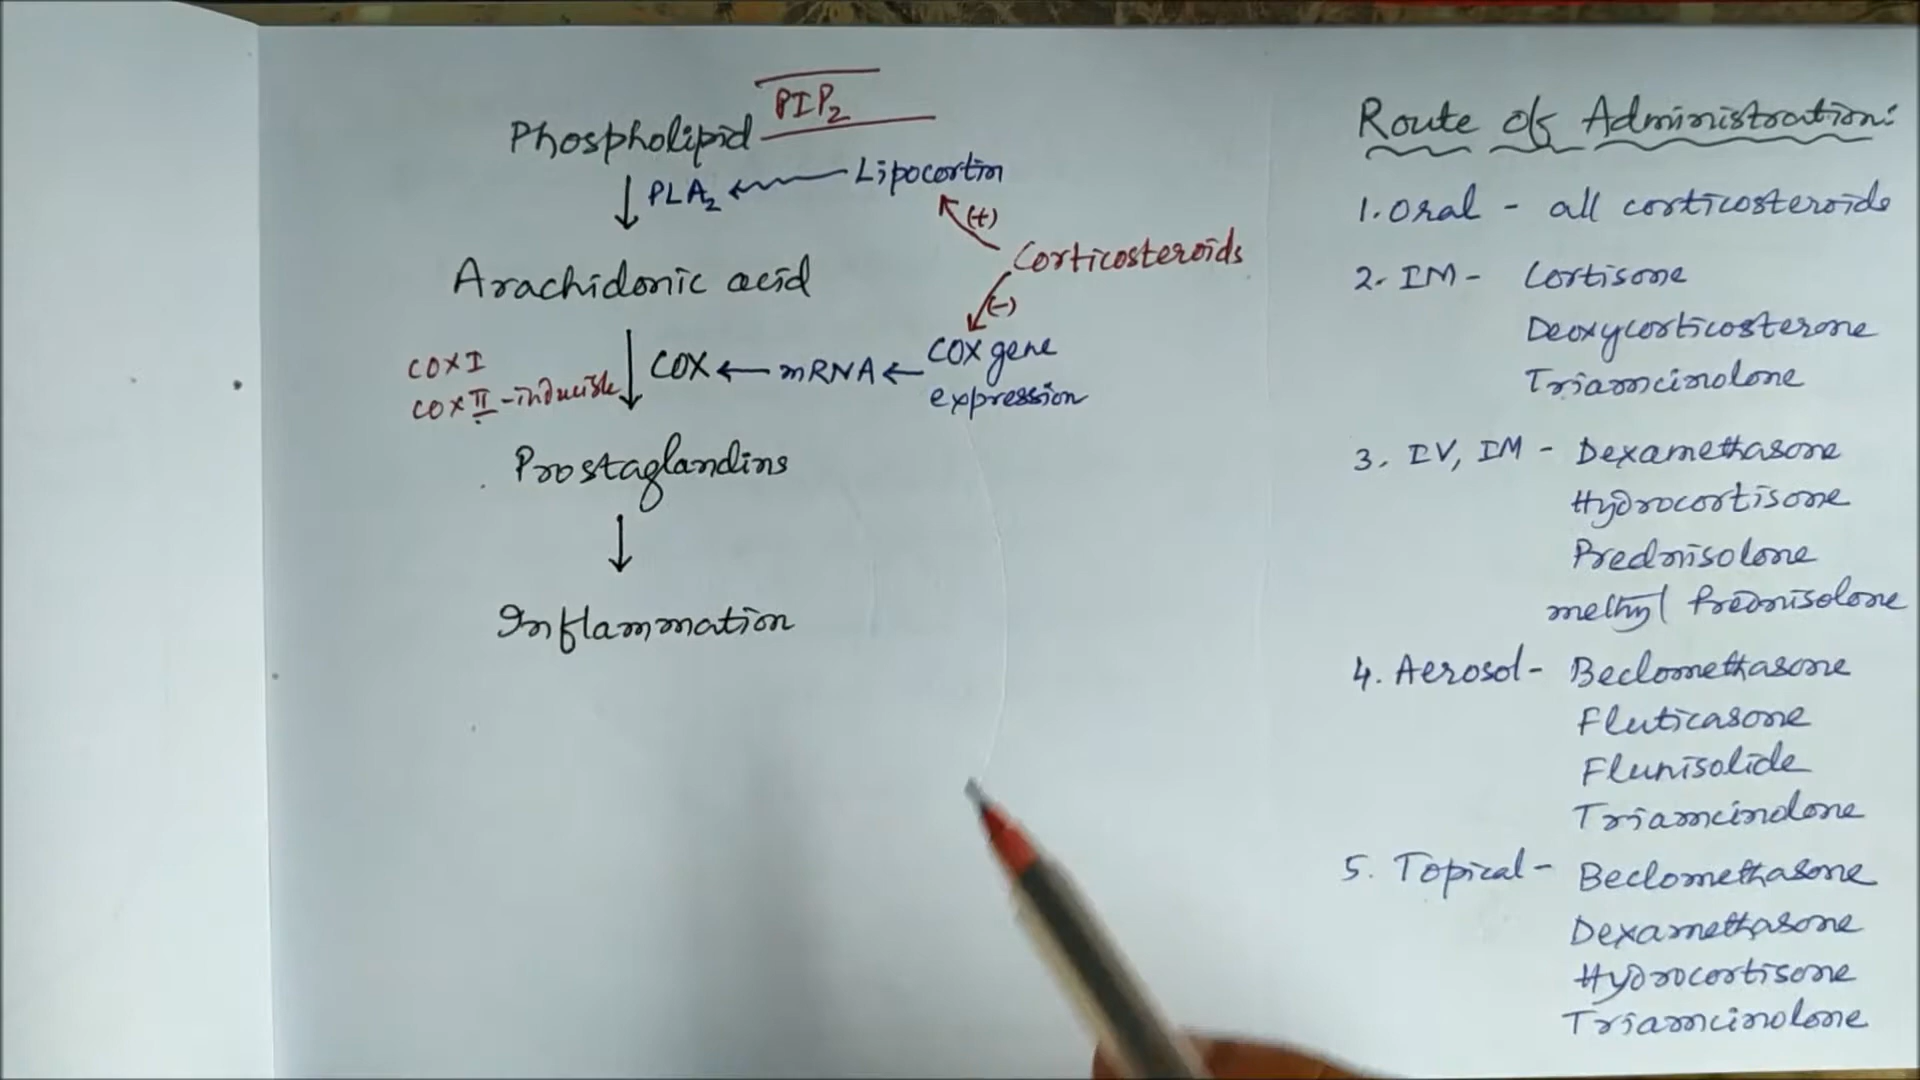 PIP₂
Phospholipid
PLA₂ ← Lipocortin
(+)
Corticosteroids
Arachidonic acid
(-)
COX I
COX II - inducible
COX ← mRNA ← COX gene
expression
Prostaglandins
Inflammation
Route of Administration:
1. Oral - all corticosteroids
2. IM - Cortisone
Deoxycorticosterone
Triamcinolone
3. IV, IM - Dexamethasone
Hydrocortisone
Prednisolone
methyl Prednisolone
4. Aerosol - Beclomethasone
Fluticasone
Flunisolide
Triamcinolone
5. Topical - Beclomethasone
Dexamethasone
Hydrocortisone
Triamcinolone